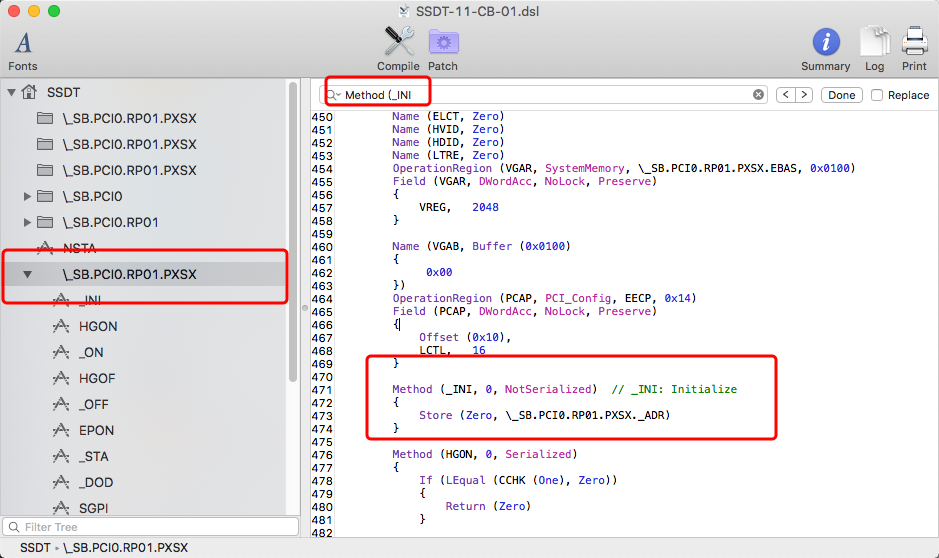 SSDT-11-CB-01.dsl
A
Fonts
Compile
Patch
Summary
Log
Print
SSDT
\_SB.PCI0.RP01.PXSX
\_SB.PCI0.RP01.PXSX
\_SB.PCI0.RP01.PXSX
\_SB.PCI0
\_SB.PCI0.RP01
NSTA
\_SB.PCI0.RP01.PXSX
_INI
HGON
_ON
HGOF
_OFF
EPON
_STA
_DOD
SGPI
Filter Tree
SSDT \_SB.PCI0.RP01.PXSX
Method (_INI
Done
Replace
450 Name (ELCT, Zero)
451 Name (HVID, Zero)
452 Name (HDID, Zero)
453 Name (LTRE, Zero)
454 OperationRegion (VGAR, SystemMemory, \_SB.PCI0.RP01.PXSX.EBAS, 0x0100)
455 Field (VGAR, DWordAcc, NoLock, Preserve)
456 {
457 VREG, 2048
458 }
459
460 Name (VGAB, Buffer (0x0100)
461 {
462 0x00
463 })
464 OperationRegion (PCAP, PCI_Config, EECP, 0x14)
465 Field (PCAP, DWordAcc, NoLock, Preserve)
466 {
467 Offset (0x10),
468 LCTL, 16
469 }
470
471 Method (_INI, 0, NotSerialized) // _INI: Initialize
472 {
473 Store (Zero, \_SB.PCI0.RP01.PXSX._ADR)
474 }
475
476 Method (HGON, 0, Serialized)
477 {
478 If (LEqual (CCHK (One), Zero))
479 {
480 Return (Zero)
481 }
482